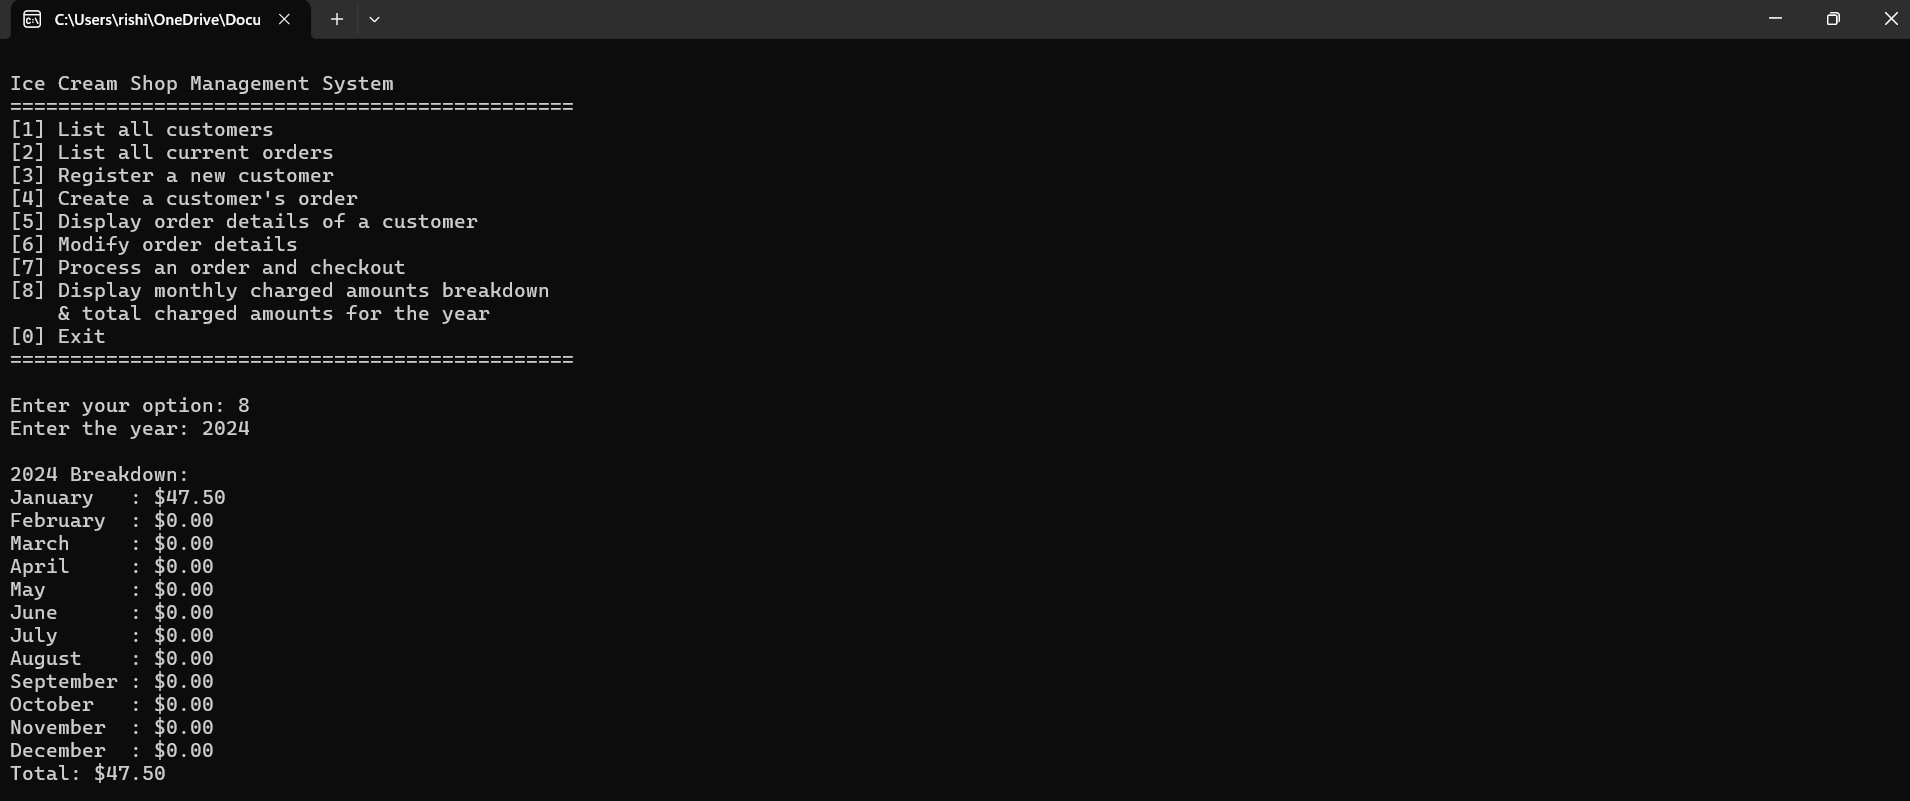 C:\Users\rishi\OneDrive\Docu
Ice Cream Shop Management System
===============================================
[1] List all customers
[2] List all current orders
[3] Register a new customer
[4] Create a customer's order
[5] Display order details of a customer
[6] Modify order details
[7] Process an order and checkout
[8] Display monthly charged amounts breakdown
    & total charged amounts for the year
[0] Exit
===============================================
Enter your option: 8
Enter the year: 2024
2024 Breakdown:
January   : $47.50
February  : $0.00
March     : $0.00
April     : $0.00
May       : $0.00
June      : $0.00
July      : $0.00
August    : $0.00
September : $0.00
October   : $0.00
November  : $0.00
December  : $0.00
Total: $47.50